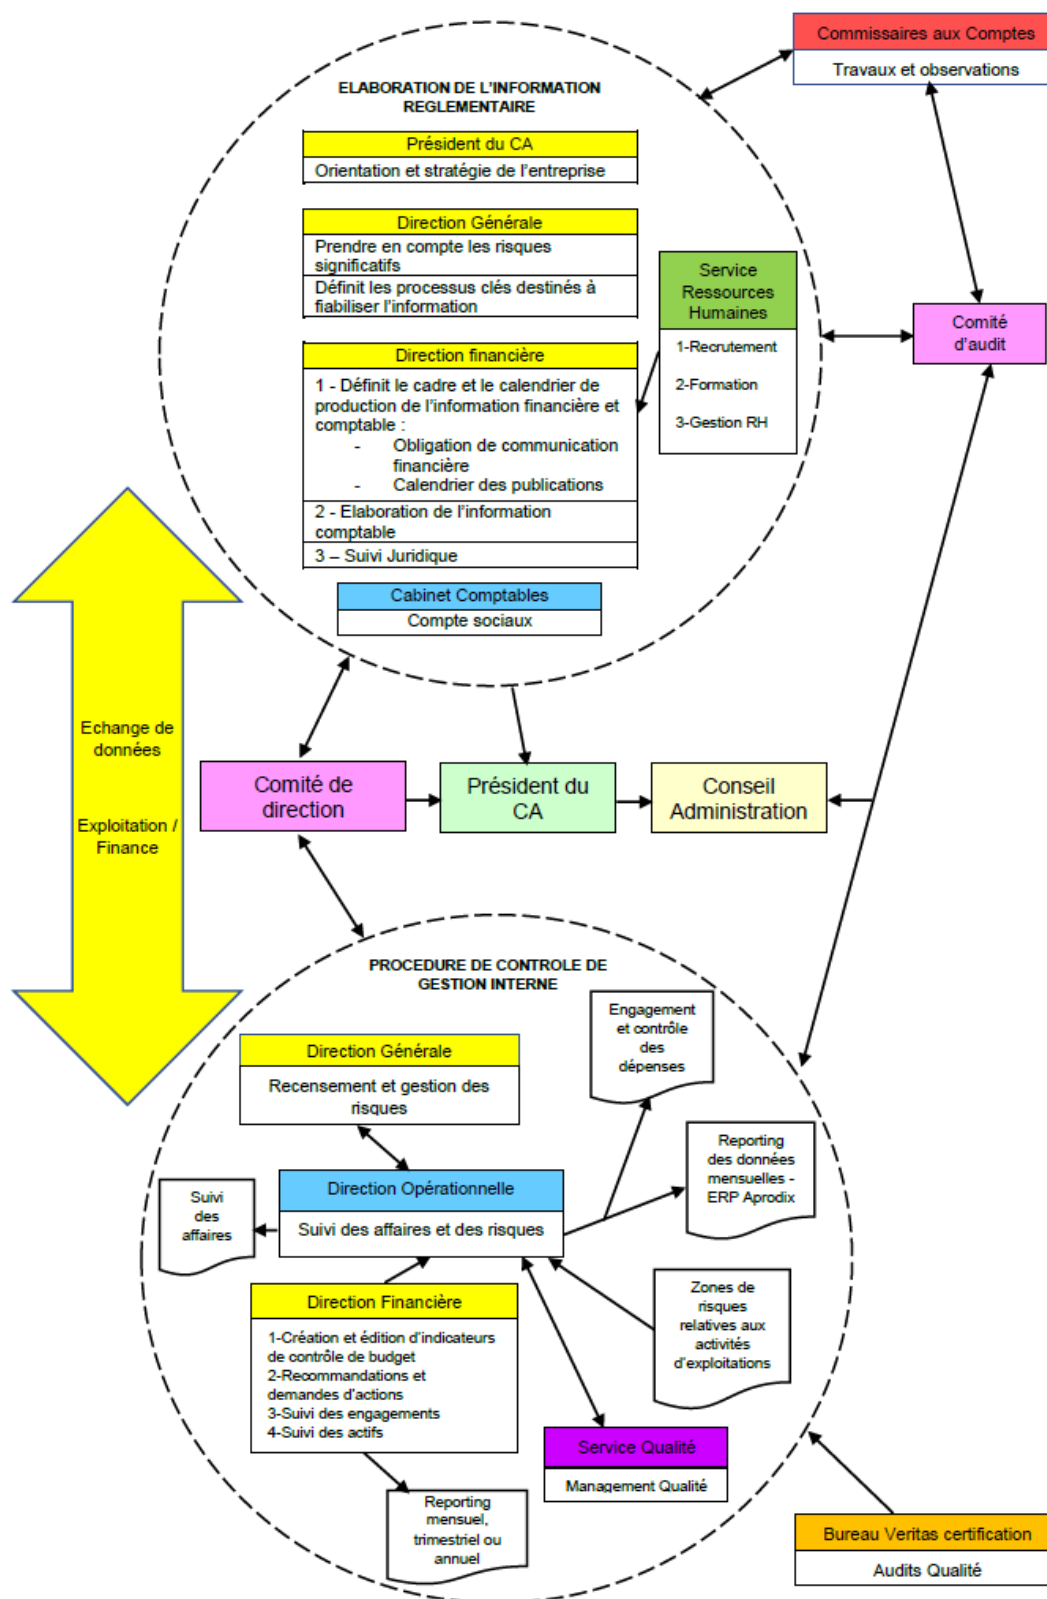 Commissaires aux Comptes
Travaux et observations
ELABORATION DE L'INFORMATION
REGLEMENTAIRE
Président du CA
Orientation et stratégie de l'entreprise
Direction Générale
Prendre en compte les risques
significatifs
Définit les processus clés destinés à
fiabiliser l'information
Service
Ressources
Humaines
1-Recrutement
2-Formation
3-Gestion RH
Comité
d'audit
Direction financière
1 - Définit le cadre et le calendrier de
production de l'information financière et
comptable :
- Obligation de communication
financière
- Calendrier des publications
2 - Elaboration de l'information
comptable
3 – Suivi Juridique
Cabinet Comptables
Compte sociaux
Echange de
données
Exploitation /
Finance
Comité de
direction
Président du
CA
Conseil
Administration
PROCEDURE DE CONTROLE DE
GESTION INTERNE
Engagement
et contrôle
des
dépenses
Direction Générale
Recensement et gestion des
risques
Reporting
des données
mensuelles -
ERP Aprodix
Suivi
des
affaires
Direction Opérationnelle
Suivi des affaires et des risques
Zones de
risques
relatives aux
activités
d'exploitations
Direction Financière
1-Création et édition d'indicateurs
de contrôle de budget
2-Recommandations et
demandes d'actions
3-Suivi des engagements
4-Suivi des actifs
Service Qualité
Management Qualité
Reporting
mensuel,
trimestriel ou
annuel
Bureau Veritas certification
Audits Qualité